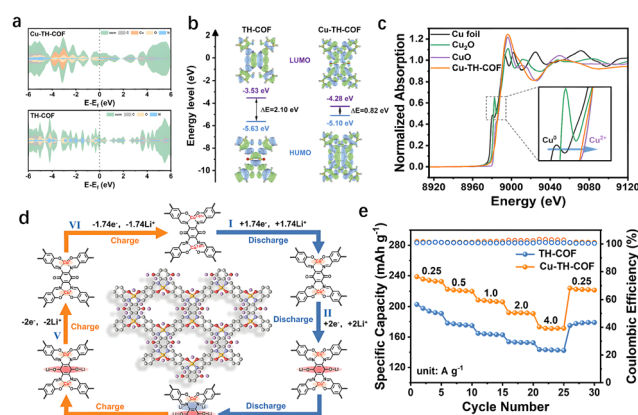 a
Cu-TH-COF
sum
C
Cu
O
N
-6 -4 -2 0 2 4 6
E-Ef (eV)
TH-COF
sum
C
O
N
-6 -4 -2 0 2 4 6
E-Ef (eV)
b
TH-COF Cu-TH-COF
Energy level (eV)
0
-2
-4
-6
-8
-10
LUMO
-3.53 eV
-4.28 eV
ΔE=2.10 eV
ΔE=0.82 eV
-5.63 eV
-5.10 eV
HUMO
c
Normalized Absorption
1.2
1.0
0.8
0.6
0.4
0.2
0.0
Cu foil
Cu2O
CuO
Cu-TH-COF
Cu0
Cu2+
8920 8960 9000 9040 9080 9120
Energy (eV)
d
VI -1.74e-, -1.74Li+
Charge
I +1.74e-, +1.74Li+
Discharge
Discharge
II
+2e-, +2Li+
Discharge
Discharge
Charge
-2e-, -2Li+
V
Charge
e
Specific Capacity (mAh g-1)
280
240
200
160
120
0.25
0.5
1.0
2.0
4.0
0.25
TH-COF
Cu-TH-COF
unit: A g-1
0 5 10 15 20 25 30
Cycle Number
Coulombic Efficiency (%)
100
80
60
40
20
0